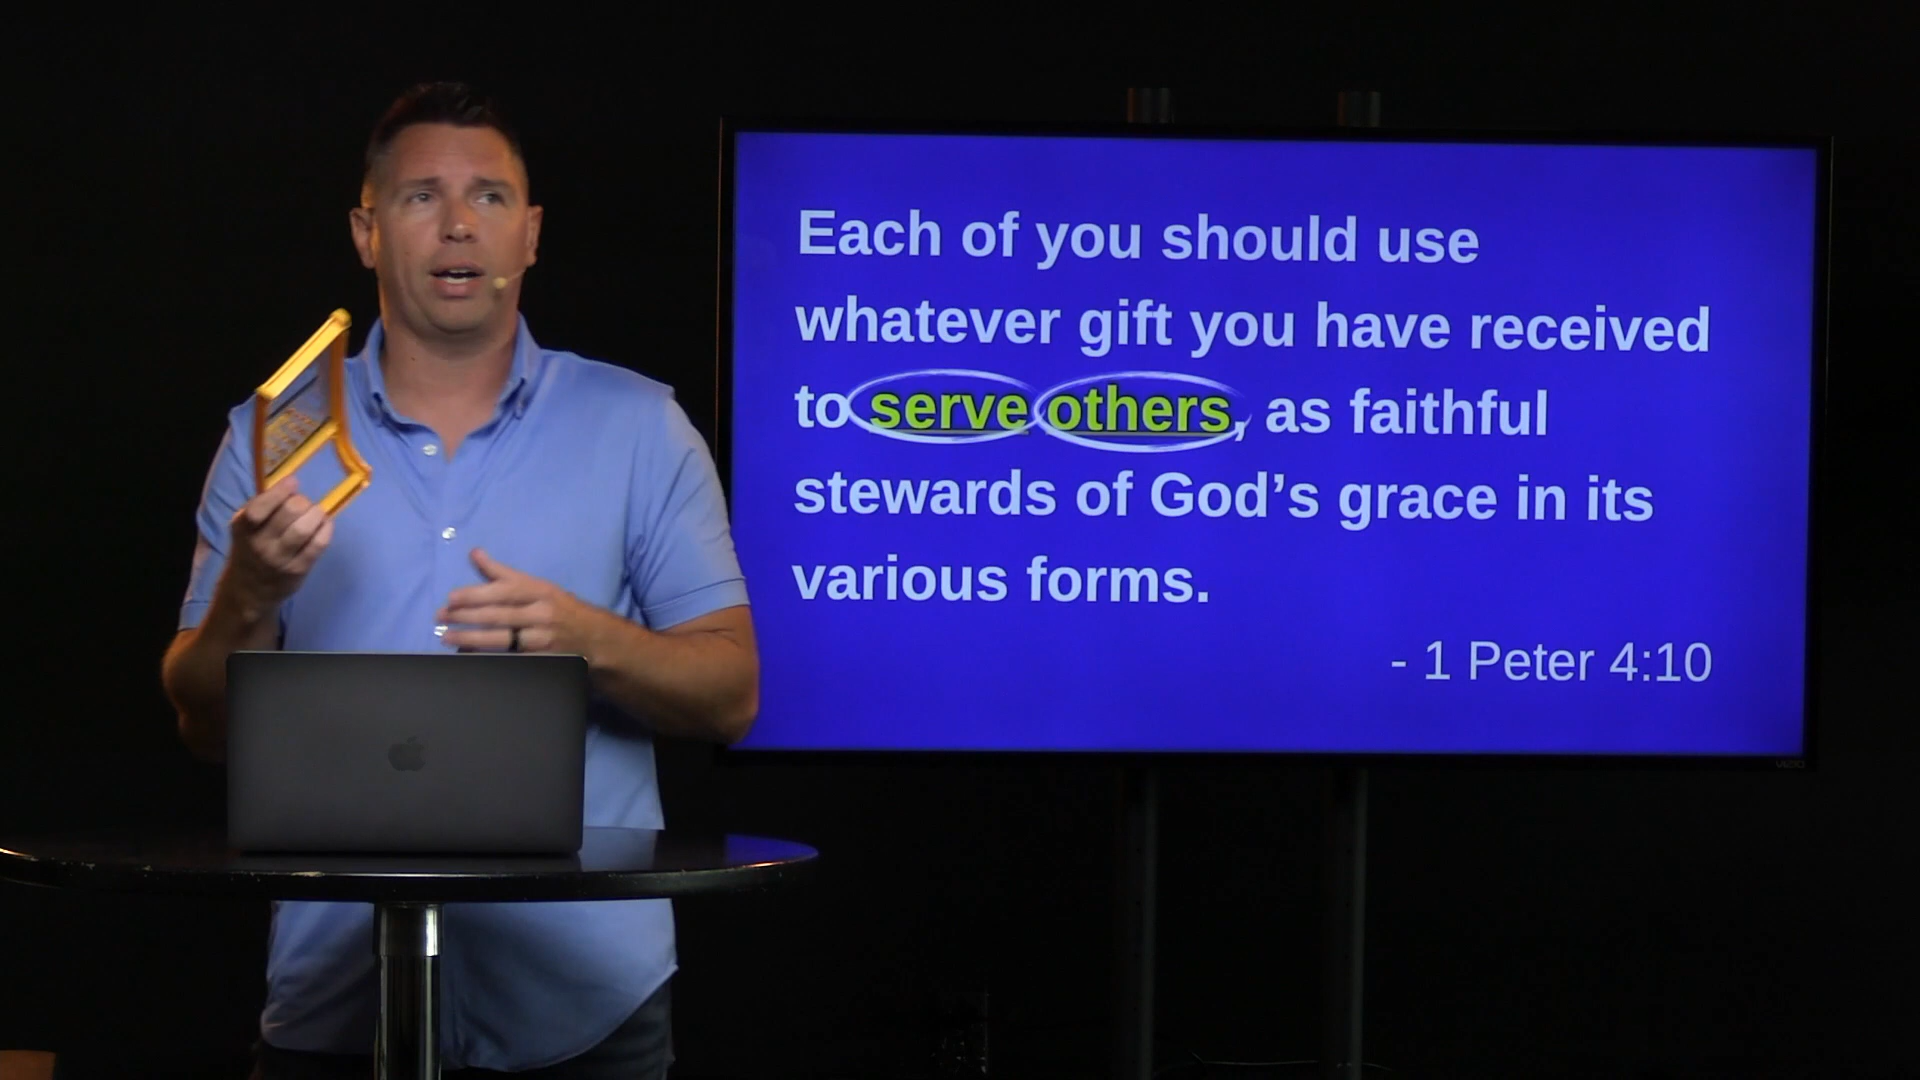 Each of you should use
whatever gift you have received
to serve others, as faithful
stewards of God’s grace in its
various forms.
- 1 Peter 4:10
VIZIO